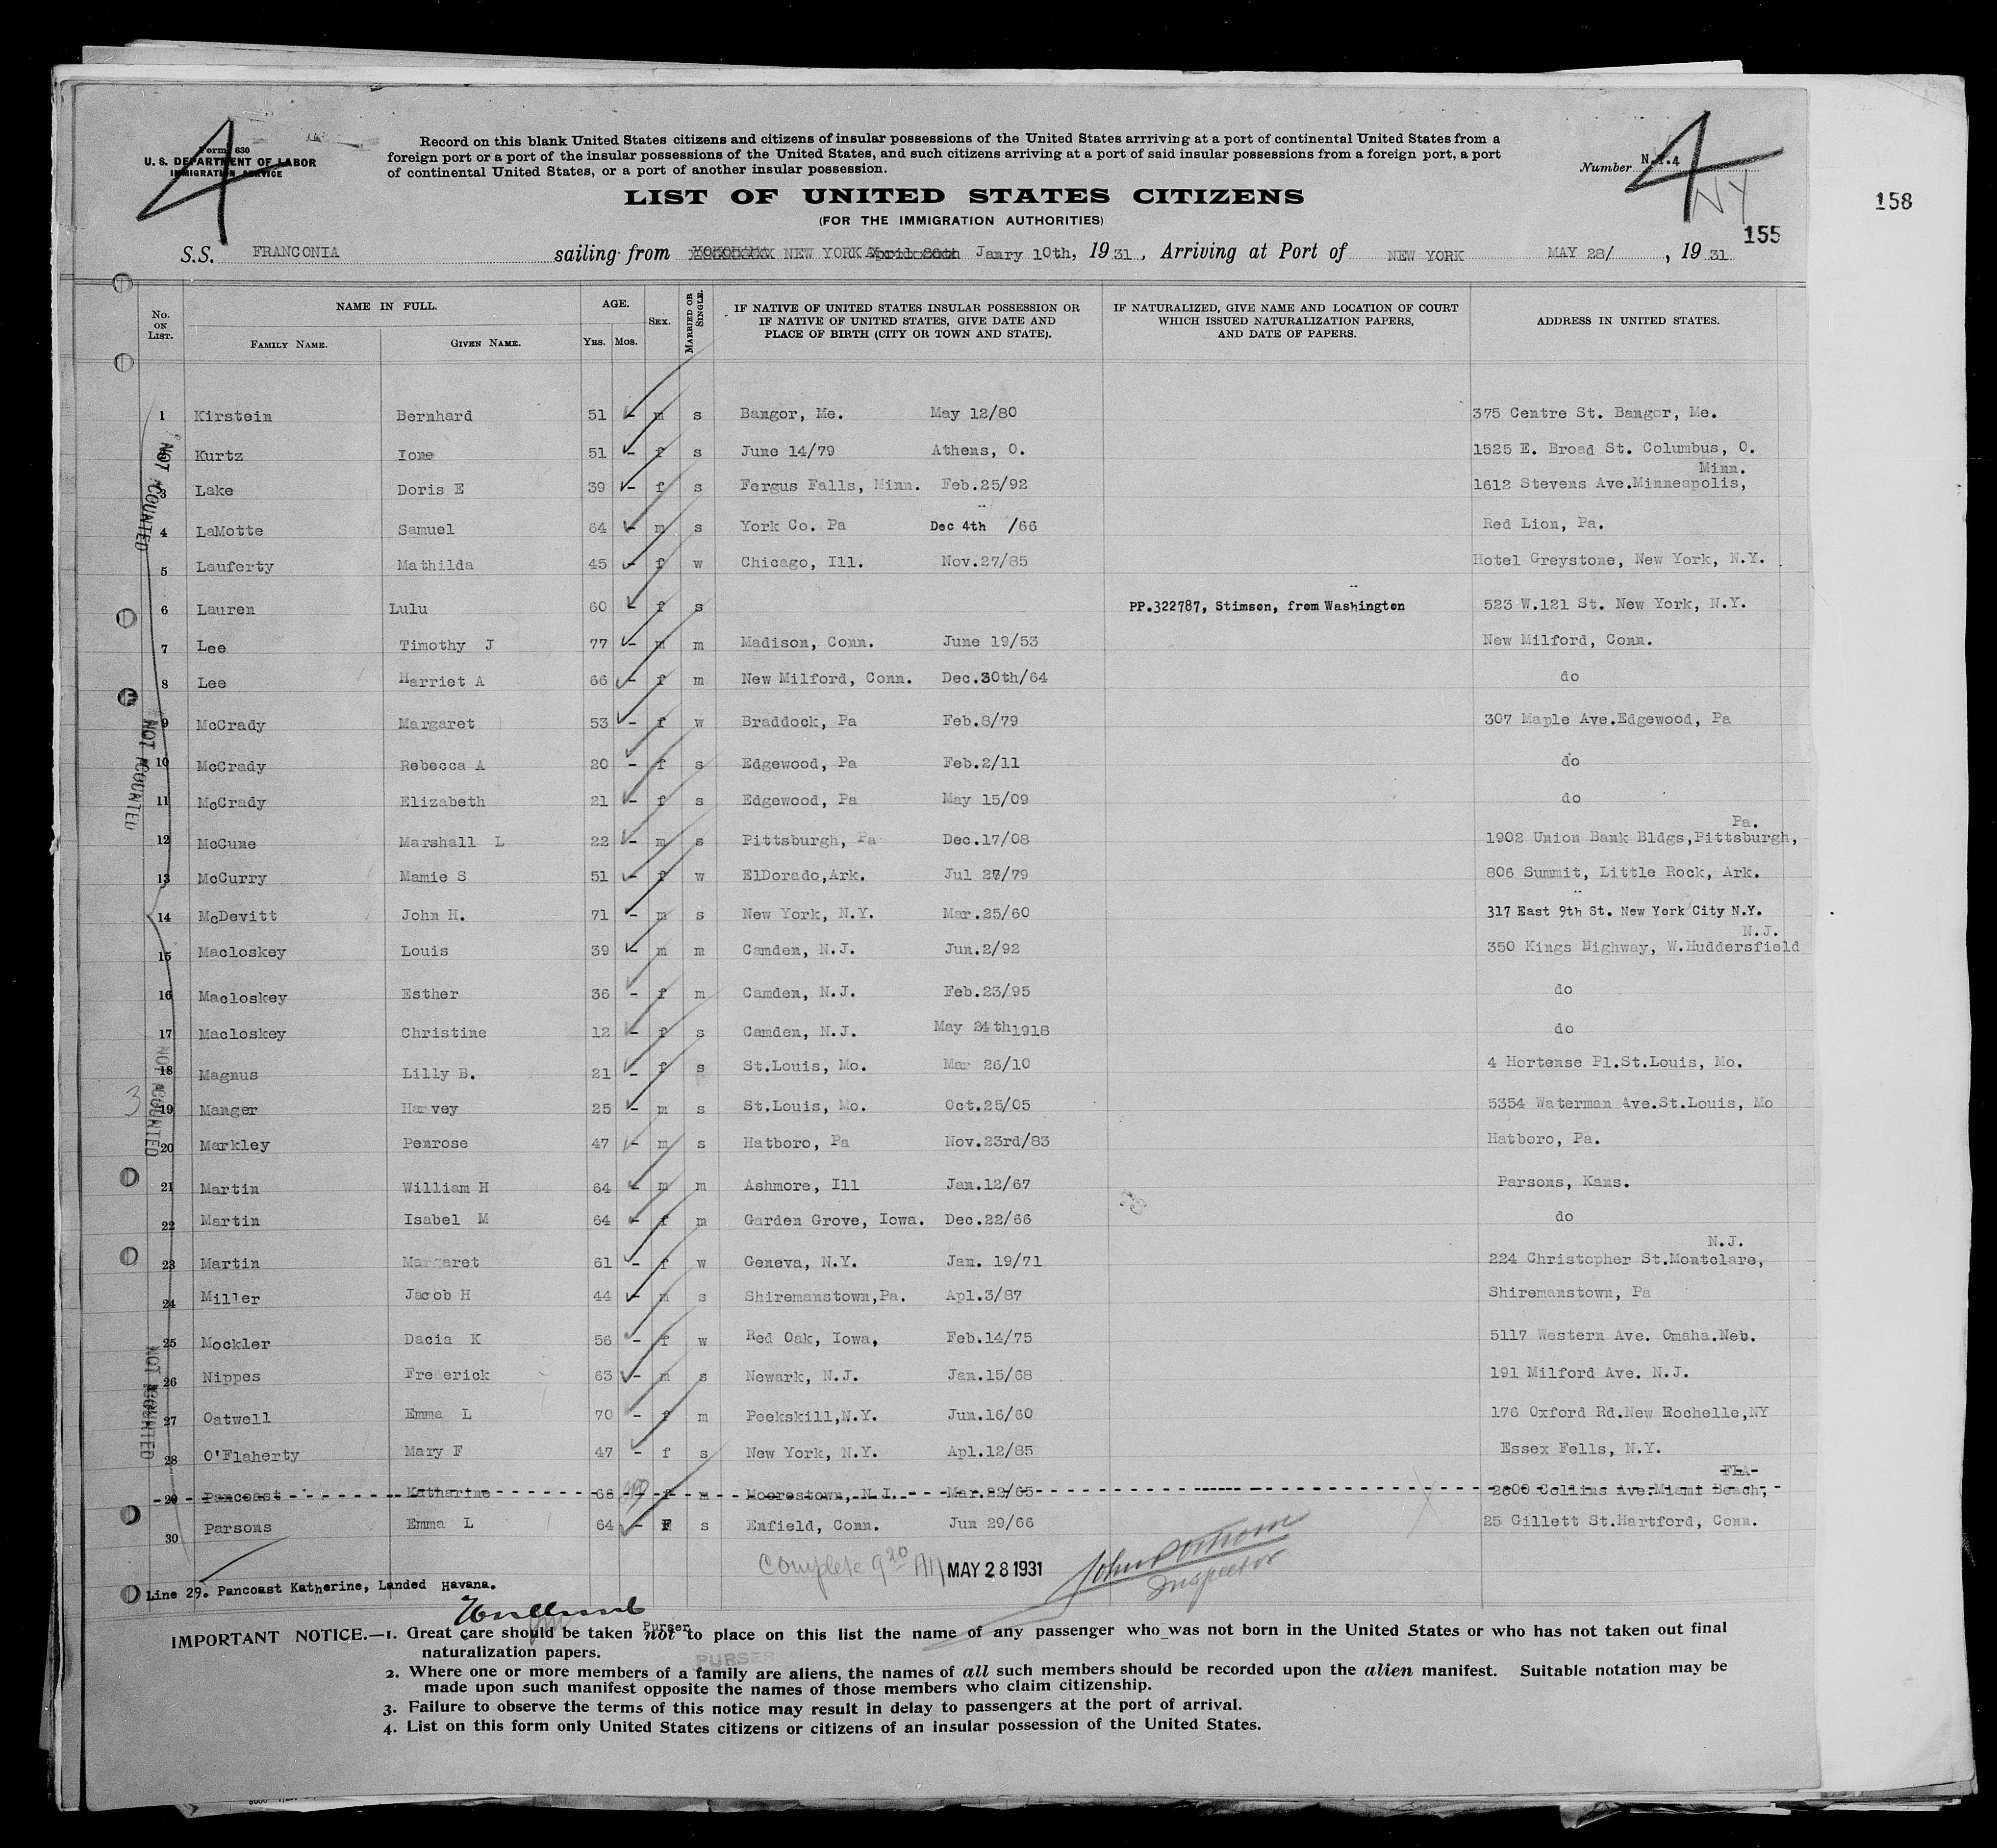 158
4
4
Form 630
U. S. DEPARTMENT OF LABOR
IMMIGRATION SERVICE
Record on this blank United States citizens and citizens of insular possessions of the United States arrriving at a port of continental United States from a
foreign port or a port of the insular possessions of the United States, and such citizens arriving at a port of said insular possessions from a foreign port, a port
of continental United States, or a port of another insular possession.
Number N.Y.4
NY
LIST OF UNITED STATES CITIZENS
(FOR THE IMMIGRATION AUTHORITIES)
155
S.S. FRANCONIA sailing from YOKOHAMA NEW YORK April 26th Janry 10th, 1931, Arriving at Port of NEW YORK MAY 28/, 1931
No. ON LIST. NAME IN FULL. AGE. SEX. MARRIED OR SINGLE. IF NATIVE OF UNITED STATES INSULAR POSSESSION OR IF NATIVE OF UNITED STATES, GIVE DATE AND PLACE OF BIRTH (CITY OR TOWN AND STATE). IF NATURALIZED, GIVE NAME AND LOCATION OF COURT WHICH ISSUED NATURALIZATION PAPERS, AND DATE OF PAPERS. ADDRESS IN UNITED STATES.
FAMILY NAME. GIVEN NAME. YRS. MOS.
1 Kirstein Bernhard 51 - m s Bangor, Me. May 12/80 375 Centre St. Bangor, Me.
Kurtz Ione 51 - f s June 14/79 Athens, O. 1525 E. Broad St. Columbus, O.
3 Lake Doris E 39 - f s Fergus Falls, Minn. Feb.25/92 1612 Stevens Ave.Minneapolis, Minn.
4 LaMotte Samuel 64 - m s York Co. Pa Dec 4th /66 Red Lion, Pa.
5 Lauferty Mathilda 45 - f w Chicago, Ill. Nov.27/85 Hotel Greystone, New York, N.Y.
6 Lauren Lulu 60 - f s PP.322787, Stimson, from Washington 523 W.121 St. New York, N.Y.
7 Lee Timothy J 77 - m m Madison, Conn. June 19/53 New Milford, Conn.
8 Lee Harriet A 66 - f m New Milford, Conn. Dec.30th/64 do
9 McCrady Margaret 53 - f w Braddock, Pa Feb.8/79 307 Maple Ave.Edgewood, Pa
10 McCrady Rebecca A 20 - f s Edgewood, Pa Feb.2/11 do
11 McCrady Elizabeth 21 - f s Edgewood, Pa May 15/09 do
12 McCune Marshall L 22 - m s Pittsburgh, Pa Dec.17/08 1902 Union Bank Bldgs,Pittsburgh, Pa.
13 McCurry Mamie S 51 - f w ElDorado,Ark. Jul 27/79 806 Summit, Little Rock, Ark.
14 McDevitt John H. 71 - m s New York, N.Y. Mar.25/60 317 East 9th St. New York City N.Y.
15 Macloskey Louis 39 - m m Camden, N.J. Jun.2/92 350 Kings Highway, W.Huddersfield N.J.
16 Macloskey Esther 36 - f m Camden, N.J. Feb.23/95 do
17 Macloskey Christine 12 - f s Camden, N.J. May 24th1918 do
18 Magnus Lilly B. 21 - f s St.Louis, Mo. Mar 26/10 4 Hortense Pl.St.Louis, Mo.
19 Manger Harvey 25 - m s St.Louis, Mo. Oct.25/05 5354 Waterman Ave.St.Louis, Mo
20 Markley Penrose 47 - m s Hatboro, Pa Nov.23rd/83 Hatboro, Pa.
21 Martin William H 64 - m m Ashmore, Ill Jan.12/67 Parsons, Kans.
22 Martin Isabel M 64 - f m Garden Grove, Iowa. Dec.22/66 do
23 Martin Margaret 61 - f w Geneva, N.Y. Jan. 19/71 224 Christopher St.Montclare, N.J.
24 Miller Jacob H 44 - m s Shiremanstown,Pa. Apl.3/87 Shiremanstown, Pa
25 Mockler Dacia K 56 - f w Red Oak, Iowa, Feb.14/75 5117 Western Ave. Omaha.Neb.
26 Nippes Frederick 63 - m s Newark, N.J. Jan.15/68 191 Milford Ave. N.J.
27 Oatwell Emma L 70 - f m Peekskill,N.Y. Jun.16/60 176 Oxford Rd.New Rochelle,NY
28 O'Flaherty Mary F 47 - f s New York, N.Y. Apl.12/85 Essex Fells, N.Y.
29 Pancoast Katharine 68 - f m Moorestown, N.J. Mar.22/65 2600 Collins Ave.Miami Beach, FLA-
30 Parsons Emma L 64 - F s Enfield, Conn. Jun 29/66 25 Gillett St.Hartford, Conn.
NOT ACCOUNTED
NOT ACCOUNTED
NOT ACCOUNTED
NOT ACCOUNTED
3
Complete 9 20 AM MAY 28 1931
Inspector
Line 29. Pancoast Katherine, Landed Havana.
Purser
PURSER
IMPORTANT NOTICE.—1. Great care should be taken not to place on this list the name of any passenger who was not born in the United States or who has not taken out final
naturalization papers.
2. Where one or more members of a family are aliens, the names of all such members should be recorded upon the alien manifest. Suitable notation may be
made upon such manifest opposite the names of those members who claim citizenship.
3. Failure to observe the terms of this notice may result in delay to passengers at the port of arrival.
4. List on this form only United States citizens or citizens of an insular possession of the United States.